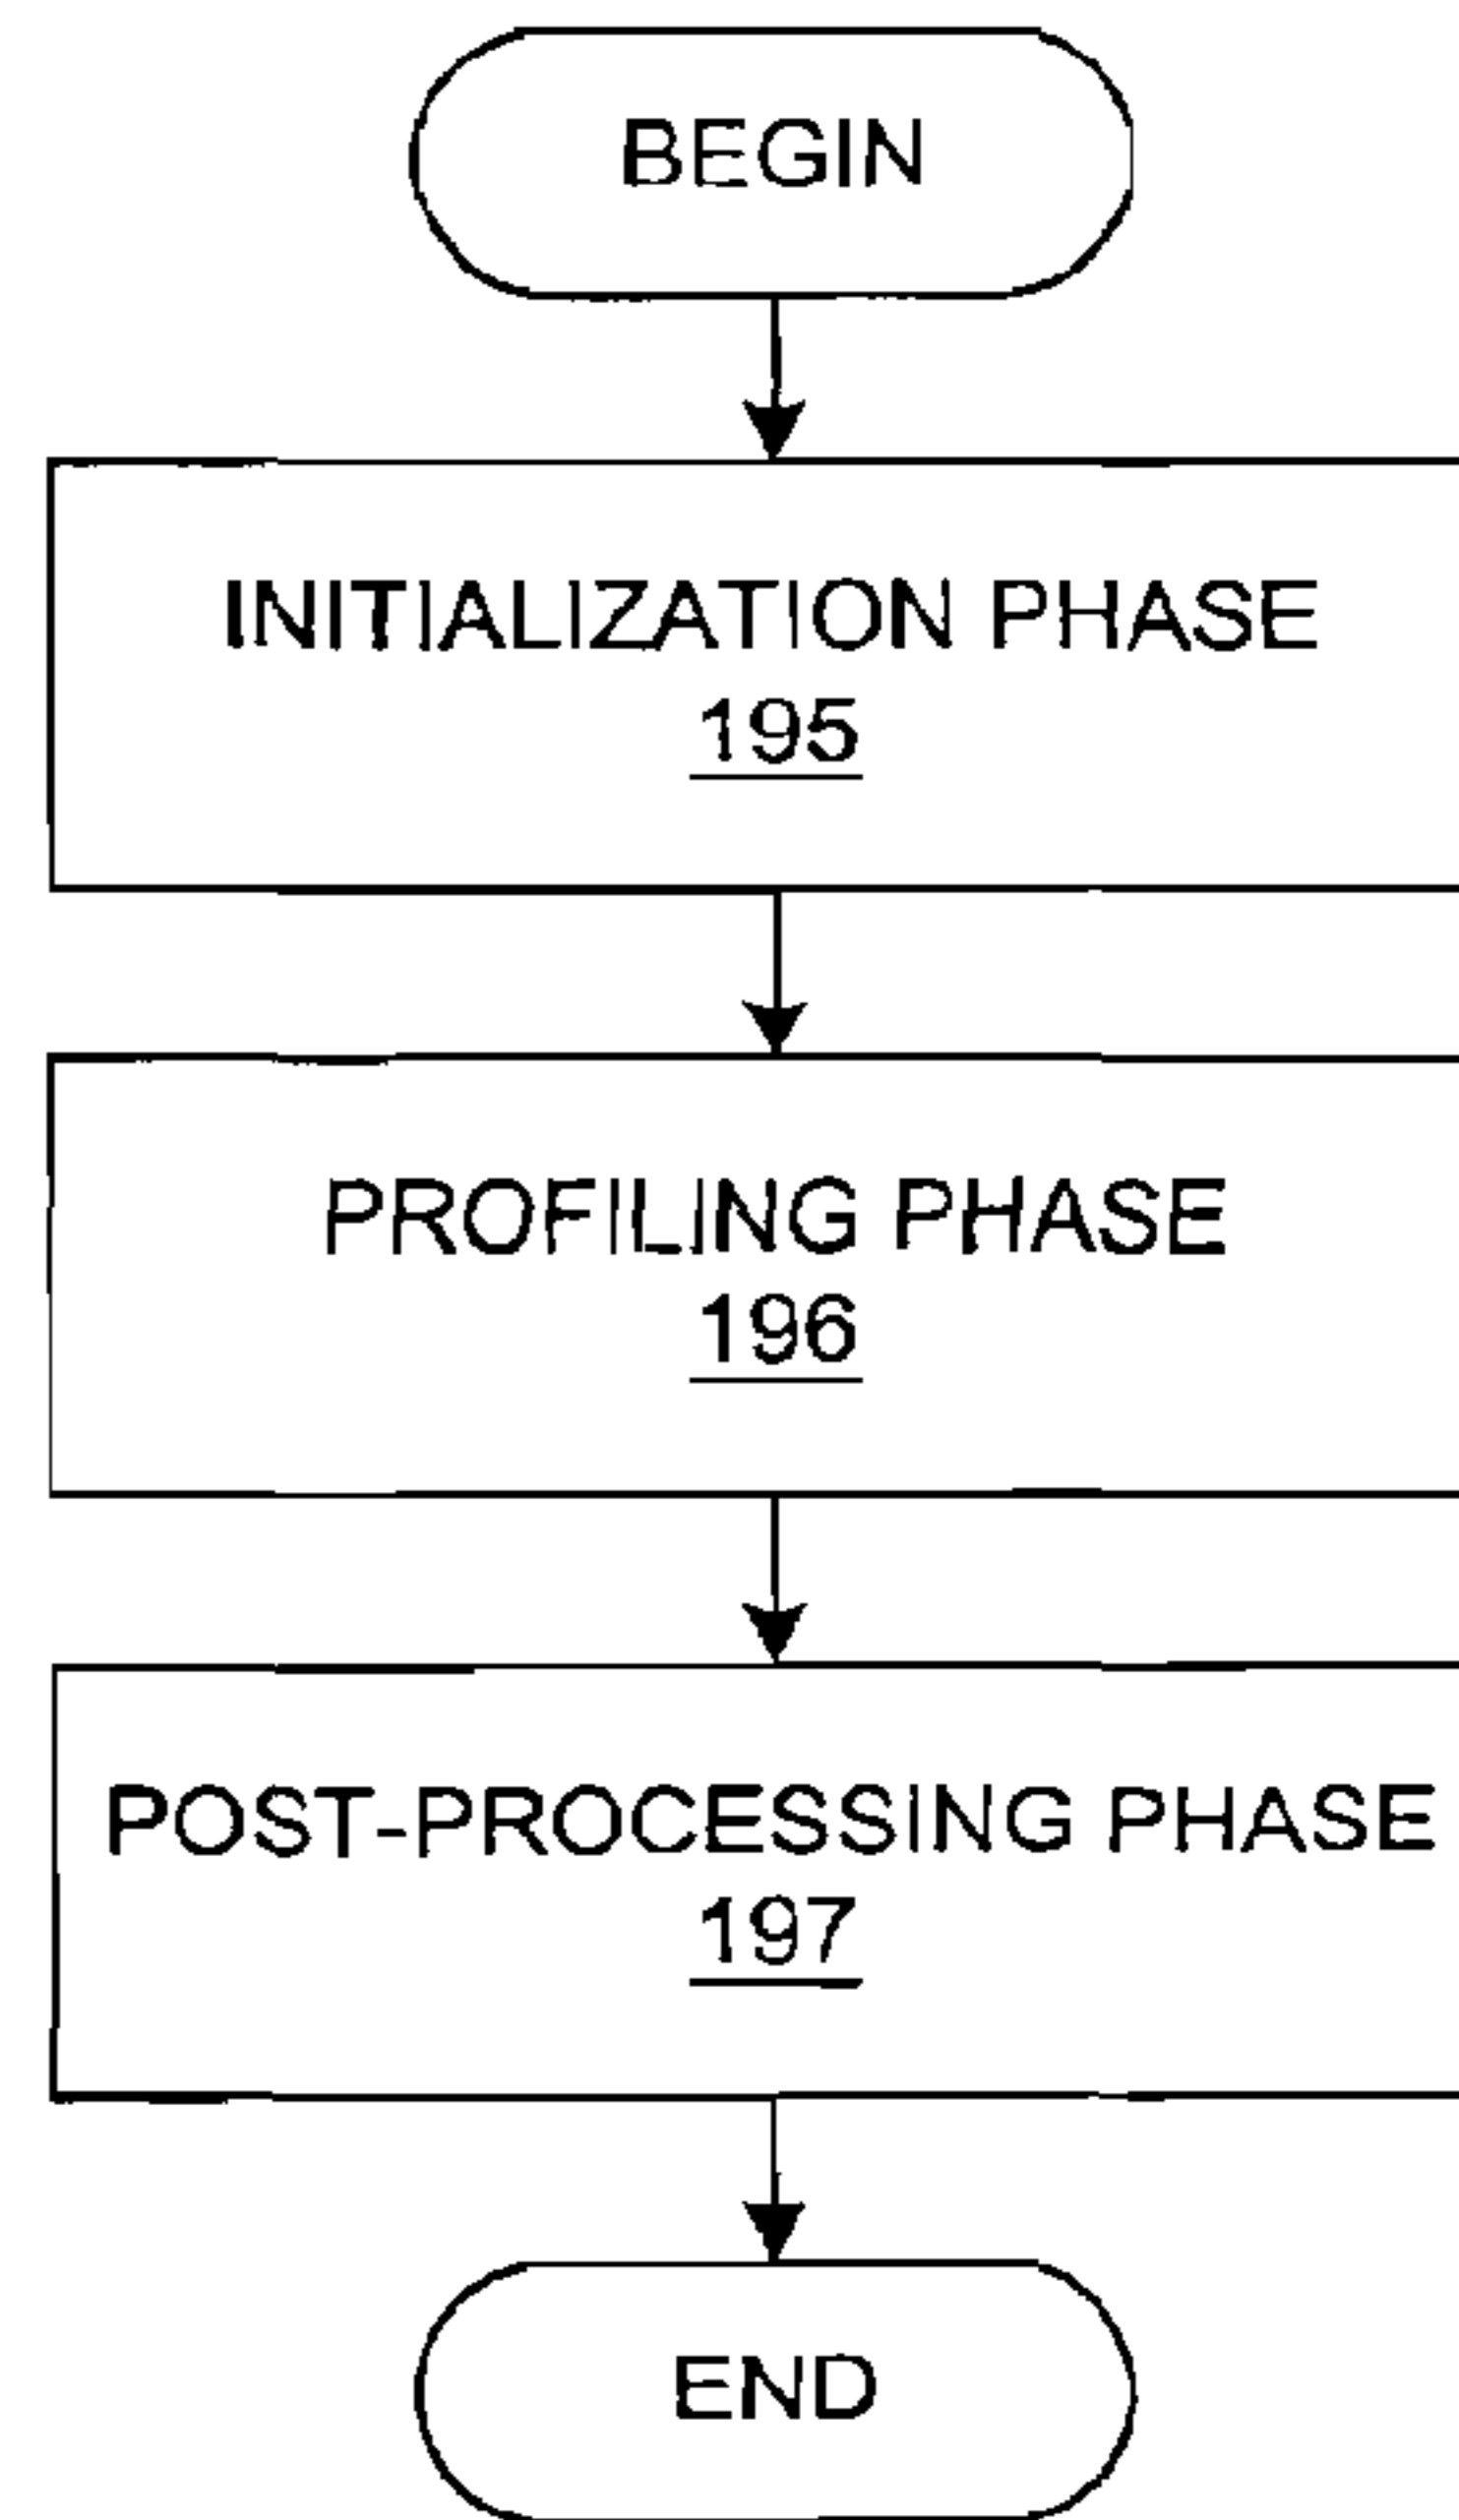 BEGIN
INITIALIZATION PHASE
195
PROFILING PHASE
196
POST-PROCESSING PHASE
197
END